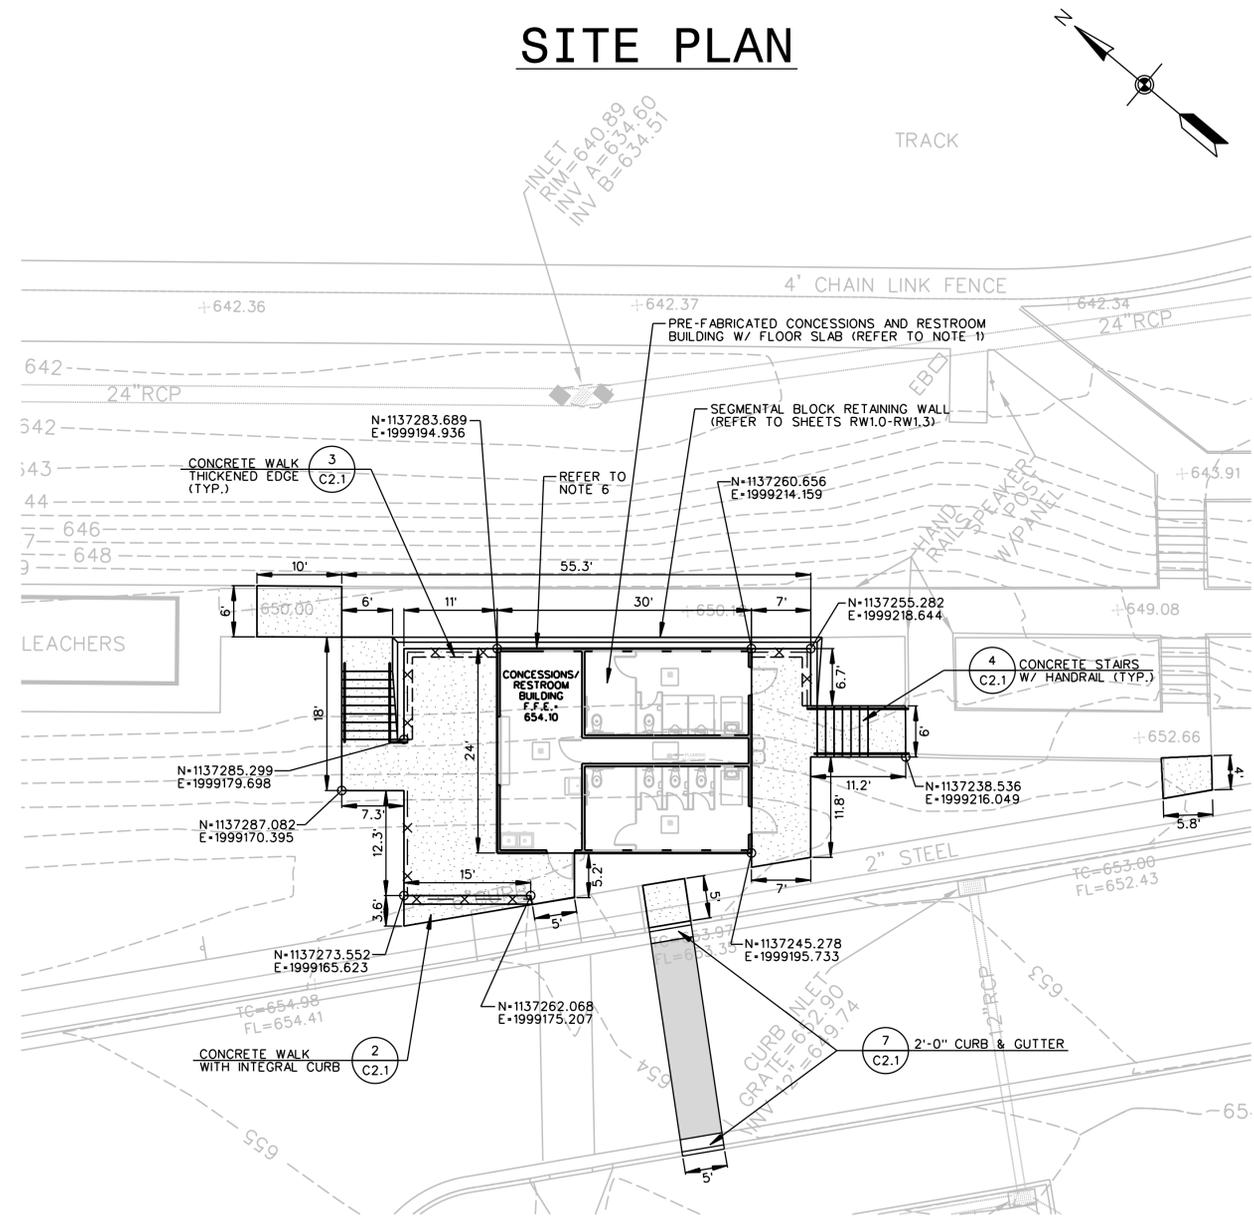 SITE PLAN
N
TRACK
INLET
RIM=640.89
INV A=634.60
INV B=634.51
4' CHAIN LINK FENCE
642.36
642.37
642.34
24"RCP
PRE-FABRICATED CONCESSIONS AND RESTROOM
BUILDING W/ FLOOR SLAB (REFER TO NOTE 1)
642
24"RCP
EB
N=1137283.689
E=1999194.936
SEGMENTAL BLOCK RETAINING WALL
(REFER TO SHEETS RW1.0-RW1.3)
642
643
CONCRETE WALK
THICKENED EDGE
(TYP.)
3
C2.1
REFER TO
NOTE 6
N=1137260.656
E=1999214.159
643.91
SPEAKER
POST
W/PANEL
HAND
RAILS
44
646
7
648
9
10'
55.3'
6'
6'
11'
30'
7'
650.00
N=1137255.282
E=1999218.644
649.08
LEACHERS
CONCESSIONS/
RESTROOM
BUILDING
F.F.E.=
654.10
6.7'
4
C2.1
CONCRETE STAIRS
W/ HANDRAIL (TYP.)
18'
24'
6'
652.66
N=1137285.299
E=1999179.698
11.2'
N=1137238.536
E=1999216.049
4'
5.8'
7.3'
N=1137287.082
E=1999170.395
12.3'
11.8'
2" STEEL
TC=653.00
FL=652.43
15'
5.2'
7'
5'
3.6'
5'
N=1137273.552
E=1999165.623
N=1137245.278
E=1999195.733
TC=654.98
FL=654.41
N=1137262.068
E=1999175.207
12"RCP
653
CURB INLET
GRATE=652.90
INV 12"=649.74
CONCRETE WALK
WITH INTEGRAL CURB
2
C2.1
7
C2.1
2'-0" CURB & GUTTER
654
655
65
5'